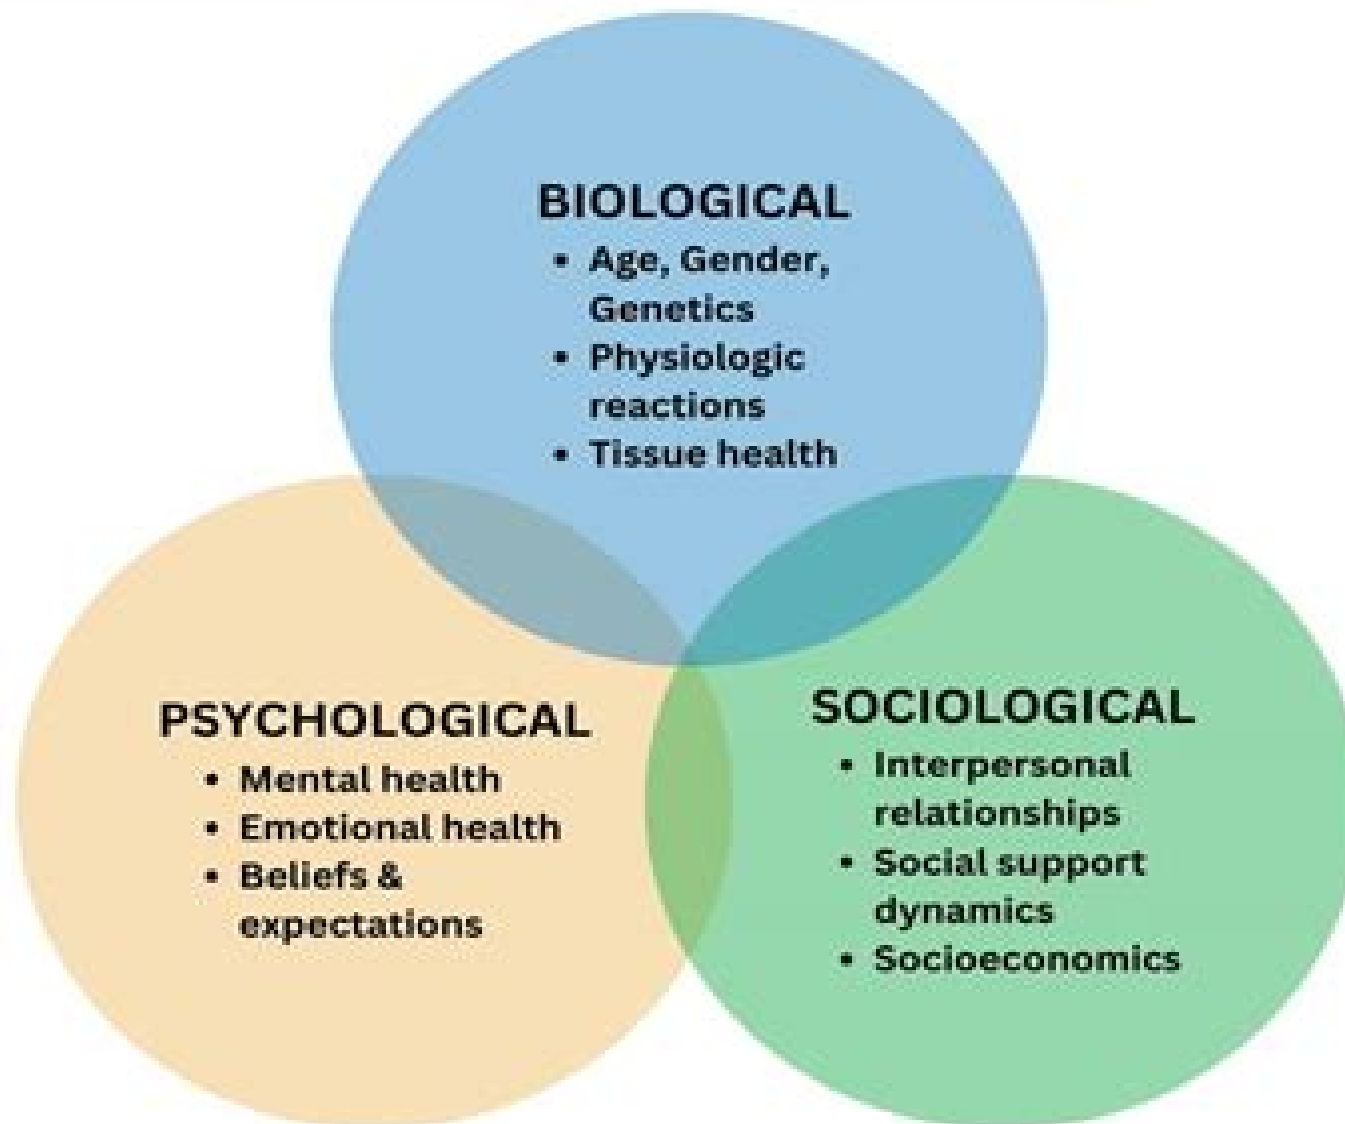 BIOLOGICAL
• Age, Gender,
Genetics
• Physiologic
reactions
• Tissue health
PSYCHOLOGICAL
• Mental health
• Emotional health
• Beliefs &
expectations
SOCIOLOGICAL
• Interpersonal
relationships
• Social support
dynamics
• Socioeconomics